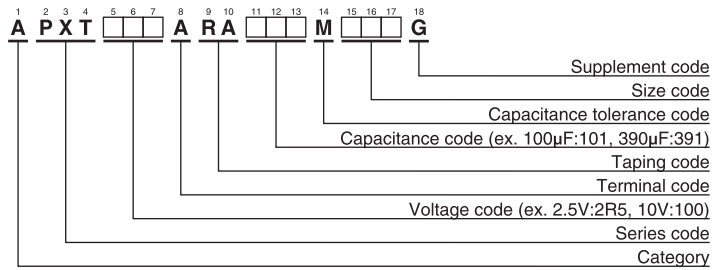 1 2 3 4 5 6 7 8 9 10 11 12 13 14 15 16 17 18
A P X T A R A M G
Supplement code
Size code
Capacitance tolerance code
Capacitance code (ex. 100μF:101, 390μF:391)
Taping code
Terminal code
Voltage code (ex. 2.5V:2R5, 10V:100)
Series code
Category